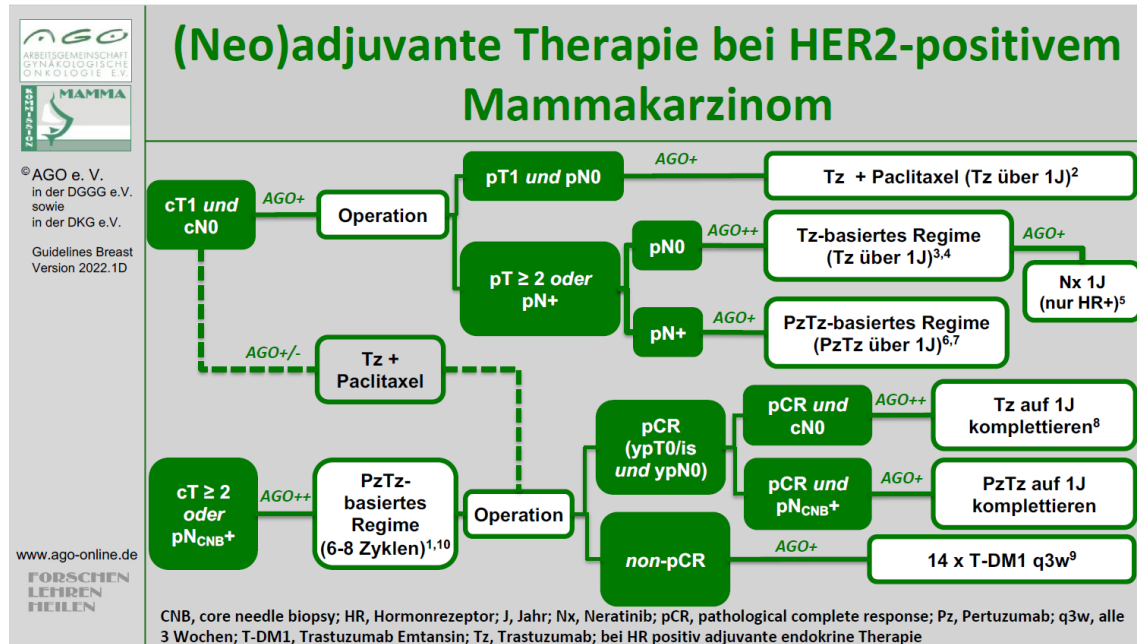 AGO
ARBEITSGEMEINSCHAFT
GYNÄKOLOGISCHE
ONKOLOGIE E.V.
KOMMISSION
MAMMA
© AGO e. V.
in der DGGG e.V.
sowie
in der DKG e.V.
Guidelines Breast
Version 2022.1D
www.ago-online.de
FORSCHEN
LEHREN
HEILEN
(Neo)adjuvante Therapie bei HER2-positivem
Mammakarzinom
cT1 und
cN0
AGO+
Operation
pT1 und pN0
AGO+
Tz + Paclitaxel (Tz über 1J)²
pT ≥ 2 oder
pN+
pN0
AGO++
Tz-basiertes Regime
(Tz über 1J)³,⁴
AGO+
Nx 1J
(nur HR+)⁵
pN+
AGO+
PzTz-basiertes Regime
(PzTz über 1J)⁶,⁷
AGO+/-
Tz +
Paclitaxel
cT ≥ 2
oder
pNCNB+
AGO++
PzTz-
basiertes
Regime
(6-8 Zyklen)¹,¹⁰
Operation
pCR
(ypT0/is
und ypN0)
pCR und
cN0
AGO++
Tz auf 1J
komplettieren⁸
pCR und
pNCNB+
AGO+
PzTz auf 1J
komplettieren
non-pCR
AGO+
14 x T-DM1 q3w⁹
CNB, core needle biopsy; HR, Hormonrezeptor; J, Jahr; Nx, Neratinib; pCR, pathological complete response; Pz, Pertuzumab; q3w, alle
3 Wochen; T-DM1, Trastuzumab Emtansin; Tz, Trastuzumab; bei HR positiv adjuvante endokrine Therapie